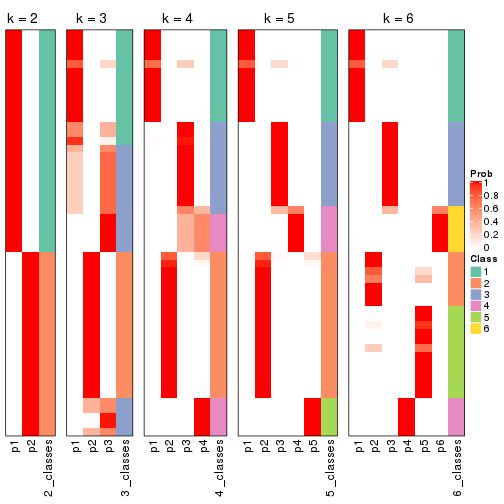 k = 2
k = 3
k = 4
k = 5
k = 6
Prob
1
0.8
0.6
0.4
0.2
0
Class
1
2
3
4
5
6
p1
p2
2_classes
p1
p2
p3
3_classes
p1
p2
p3
p4
4_classes
p1
p2
p3
p4
p5
5_classes
p1
p2
p3
p4
p5
p6
6_classes